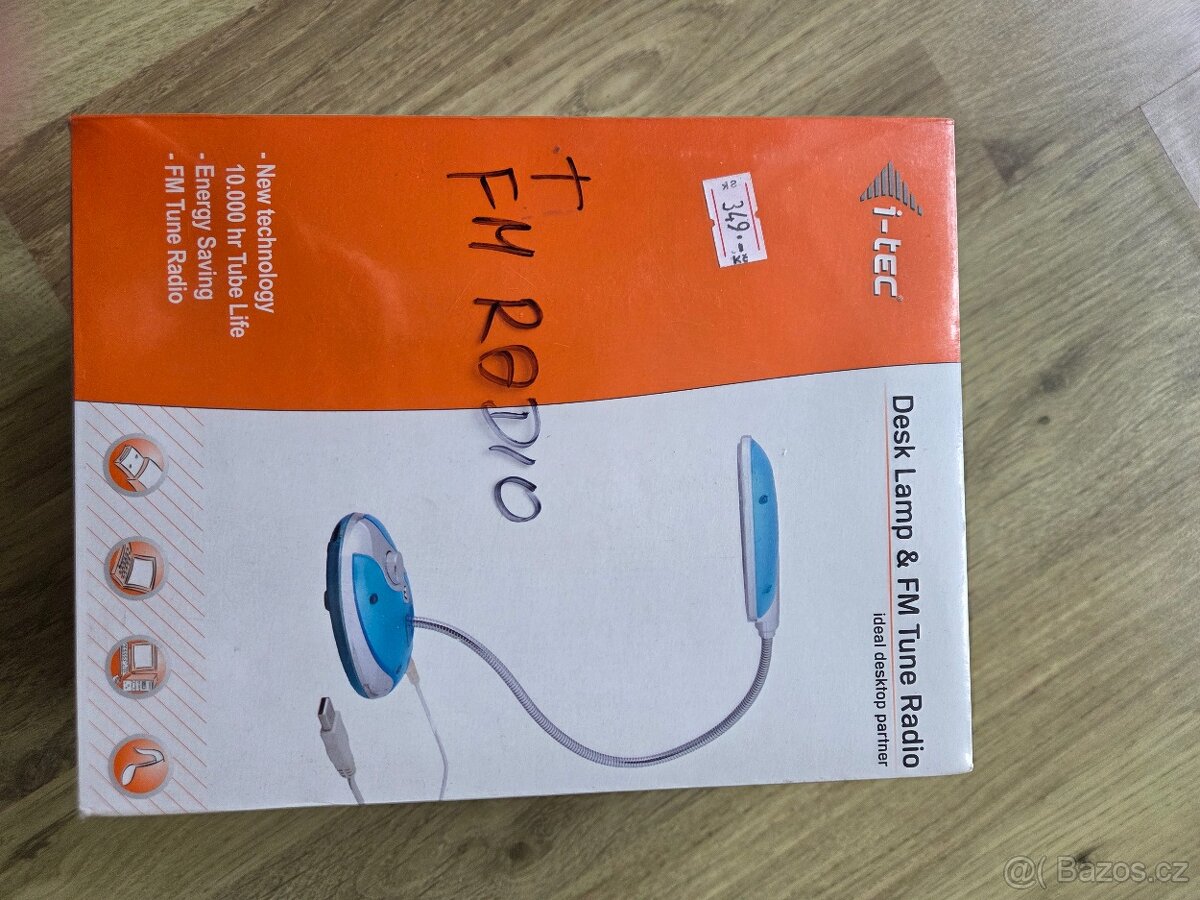 i-tec
Desk Lamp & FM Tune Radio
ideal desktop partner
349.- Kč
+
FM RADIO
- New technology
10.000 hr Tube Life
- Energy Saving
- FM Tune Radio
@( Bazos.cz